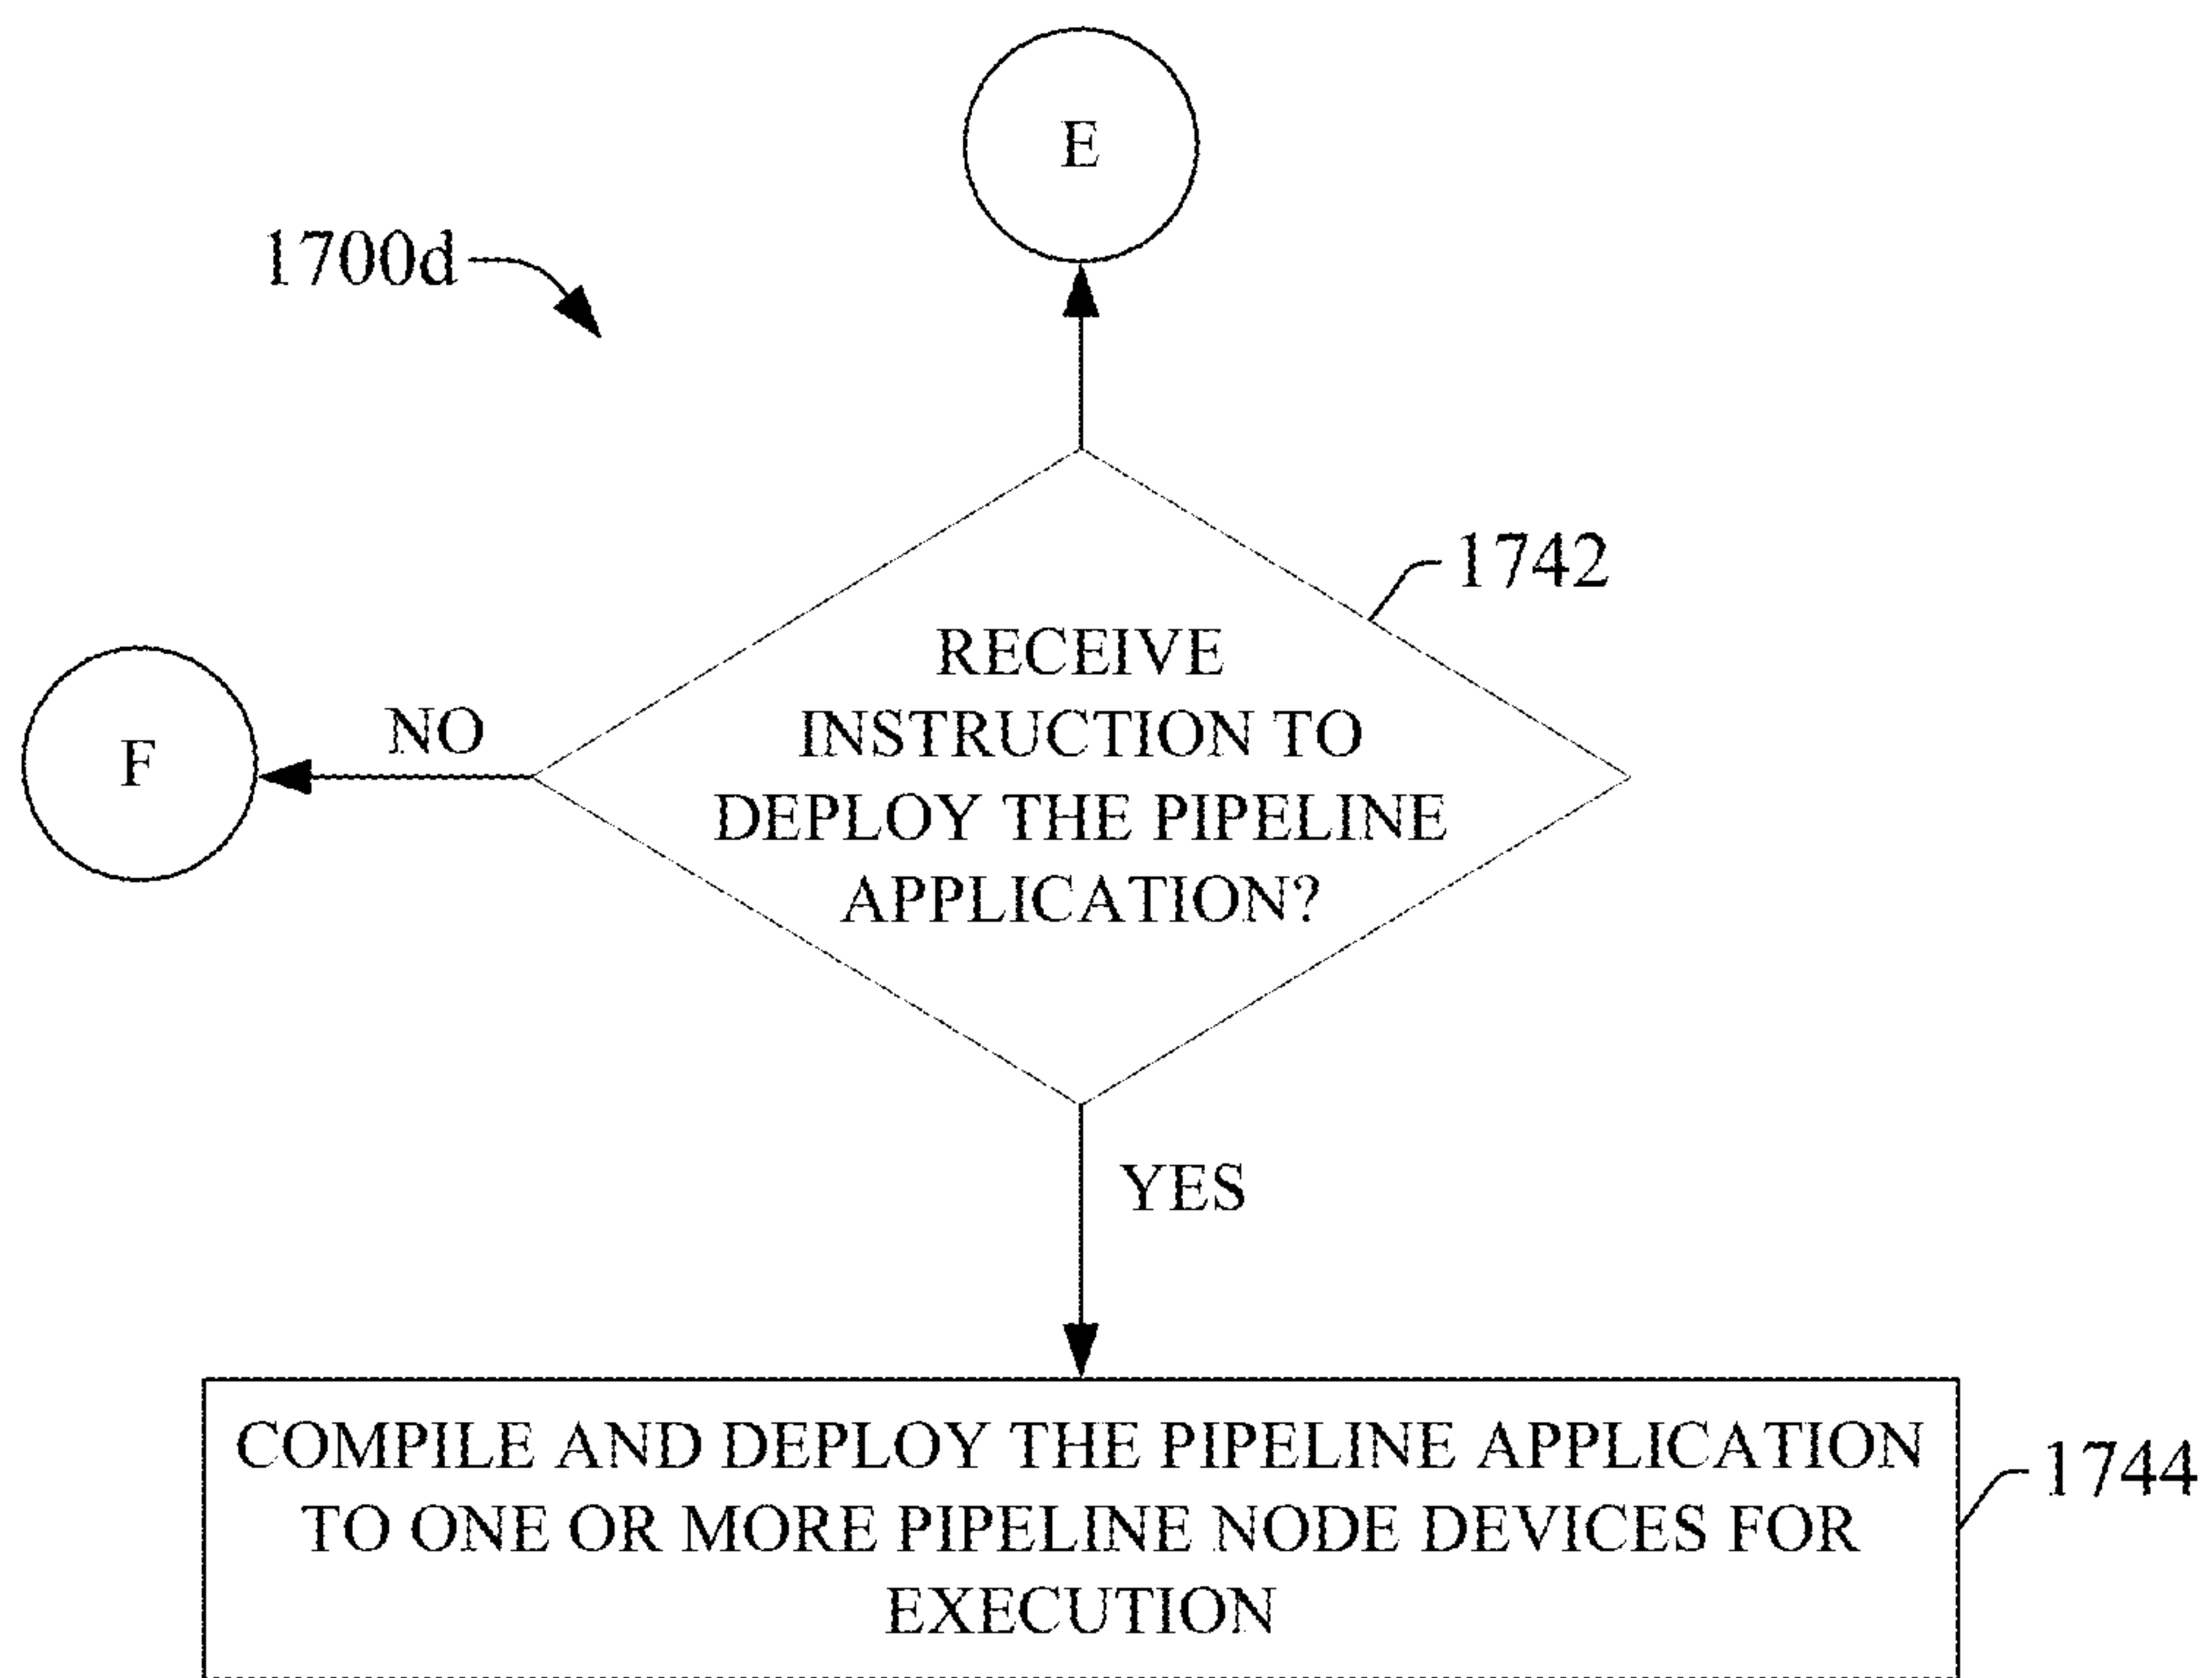 E
1700d
1742
RECEIVE
INSTRUCTION TO
DEPLOY THE PIPELINE
APPLICATION?
NO
F
YES
COMPILE AND DEPLOY THE PIPELINE APPLICATION
TO ONE OR MORE PIPELINE NODE DEVICES FOR
EXECUTION
1744